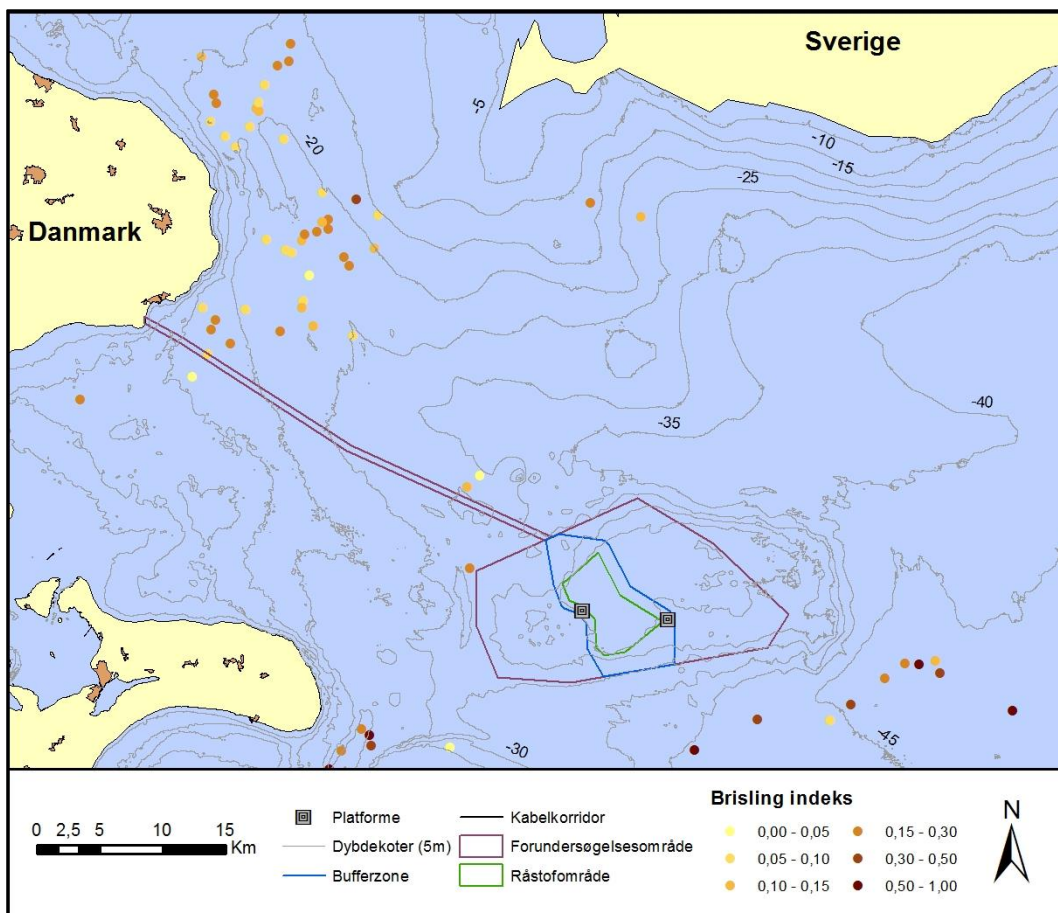 Sverige
Danmark
-5
-20
-10
-15
-25
-35
-40
-30
-45
0 2,5 5 10 15
Km
Platforme
Dybdekoter (5m)
Bufferzone
Kabelkorridor
Forundersøgelsesområde
Råstofområde
Brisling indeks
0,00 - 0,05
0,05 - 0,10
0,10 - 0,15
0,15 - 0,30
0,30 - 0,50
0,50 - 1,00
N